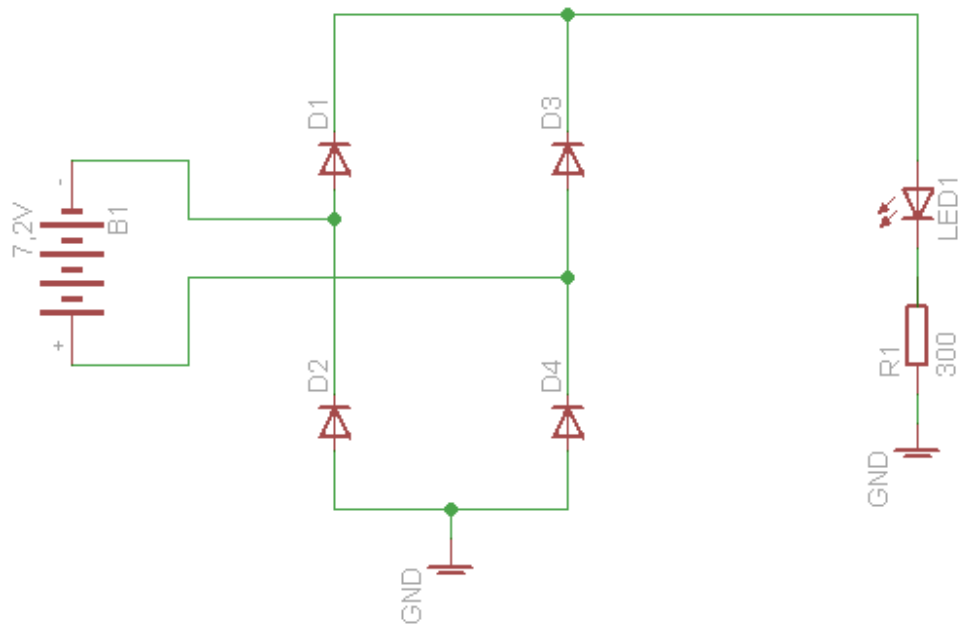 D1
D3
-
7,2V
B1
+
LED1
D2
D4
R1
300
GND
GND